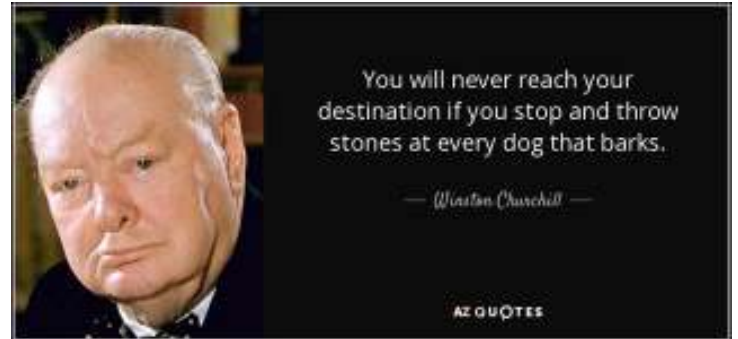 You will never reach your
destination if you stop and throw
stones at every dog that barks.
— Winston Churchill —
AZ QUOTES